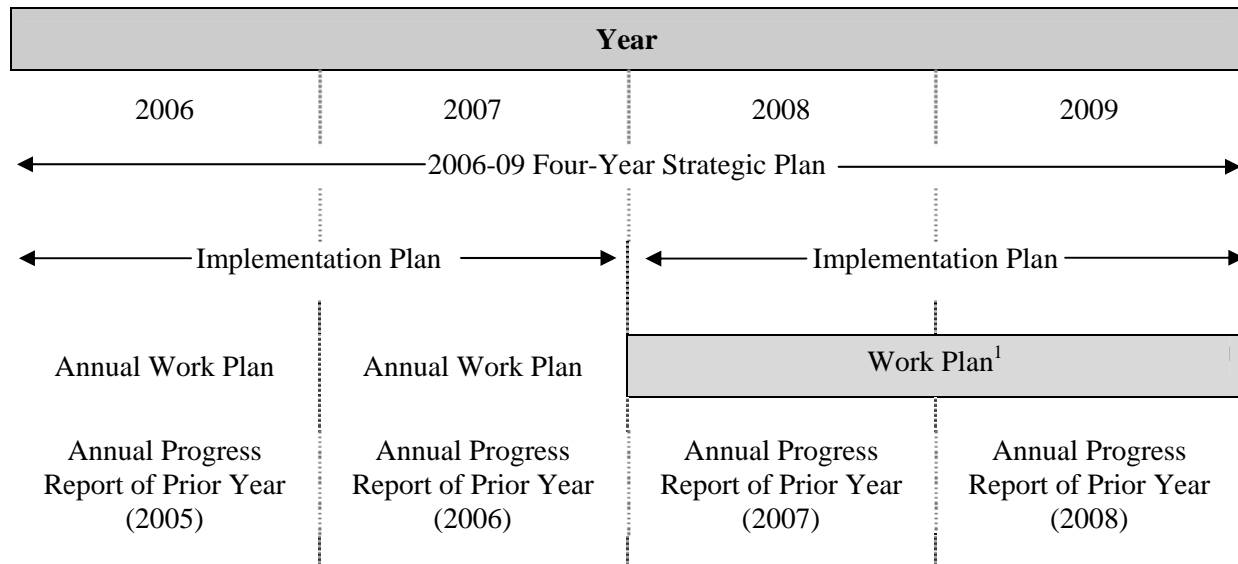 Year
2006 2007 2008 2009
2006-09 Four-Year Strategic Plan
Implementation Plan Implementation Plan
Annual Work Plan Annual Work Plan Work Plan¹
Annual Progress Annual Progress Annual Progress Annual Progress
Report of Prior Year Report of Prior Year Report of Prior Year Report of Prior Year
(2005) (2006) (2007) (2008)